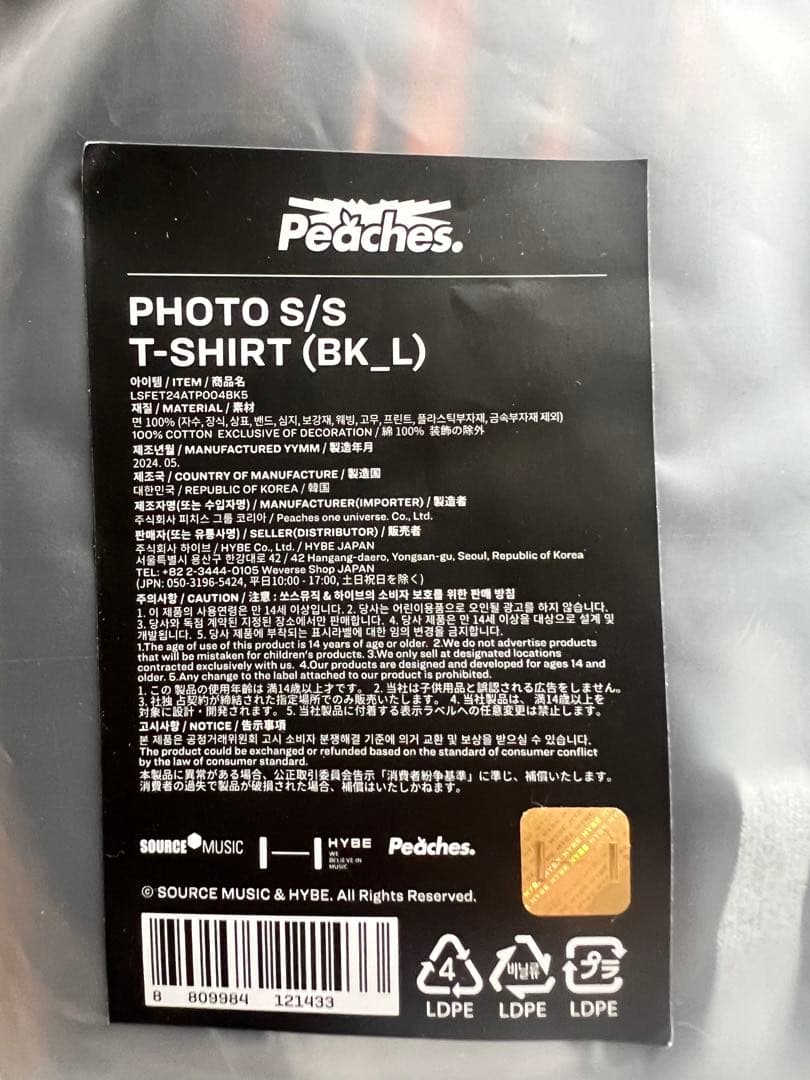 Peaches.
PHOTO S/S
T-SHIRT (BK_L)
아이템 / ITEM / 商品名
LSFET24ATP004BK5
재질 / MATERIAL / 素材
면 100% (자수, 장식, 상표, 밴드, 심지, 보강재, 웨빙, 고무, 프린트, 플라스틱부자재, 금속부자재 제외)
100% COTTON EXCLUSIVE OF DECORATION / 綿 100% 装飾の除外
제조년월 / MANUFACTURED YYMM / 製造年月
2024. 05.
제조국 / COUNTRY OF MANUFACTURE / 製造国
대한민국 / REPUBLIC OF KOREA / 韓国
제조자명(또는 수입자명) / MANUFACTURER(IMPORTER) / 製造者
주식회사 피치스 그룹 코리아 / Peaches one universe. Co., Ltd.
판매자(또는 유통사명) / SELLER(DISTRIBUTOR) / 販売者
주식회사 하이브 / HYBE Co., Ltd. / HYBE JAPAN
서울특별시 용산구 한강대로 42 / 42 Hangang-daero, Yongsan-gu, Seoul, Republic of Korea
TEL: +82 2-3444-0105 Weverse Shop JAPAN
(JPN: 050-3196-5424, 平日10:00 - 17:00, 土日祝日を除く)
주의사항 / CAUTION / 注意 : 쏘스뮤직 & 하이브의 소비자 보호를 위한 판매 방침
1. 이 제품의 사용연령은 만 14세 이상입니다. 2. 당사는 어린이용품으로 오인될 광고를 하지 않습니다.
3. 당사와 독점 계약된 지정된 장소에서만 판매합니다. 4. 당사 제품은 만 14세 이상을 대상으로 설계 및
개발됩니다. 5. 당사 제품에 부착되는 표시라벨에 대한 임의 변경을 금지합니다.
1.The age of use of this product is 14 years of age or older. 2.We do not advertise products
that will be mistaken for children's products. 3.We only sell at designated locations
contracted exclusively with us. 4.Our products are designed and developed for ages 14 and
older. 5.Any change to the label attached to our product is prohibited.
1. この 製品の使用年齢は 満14歳以上才です。 2. 当社は子供用品と誤認される広告をしません。
3. 社独 占契約が締結された指定場所でのみ販売いたします。 4. 当社製品は、 満14歳以上を
対象に設計・開発されます。 5. 当社製品に付着する表示ラベルへの任意変更は禁止します。
고시사항 / NOTICE / 告示事項
본 제품은 공정거래위원회 고시 소비자 분쟁해결 기준에 의거 교환 및 보상을 받으실 수 있습니다.
The product could be exchanged or refunded based on the standard of consumer conflict
by the law of consumer standard.
本製品に異常がある場合、公正取引委員会告示「消費者紛争基準」に準じ、補償いたします。
消費者の過失で製品が破損された場合、補償はいたしかねます。
SOURCE MUSIC HYBE WE BELIEVE IN MUSIC Peaches.
© SOURCE MUSIC & HYBE. All Rights Reserved.
8 809984 121433
4 비닐류 プラ
LDPE LDPE LDPE